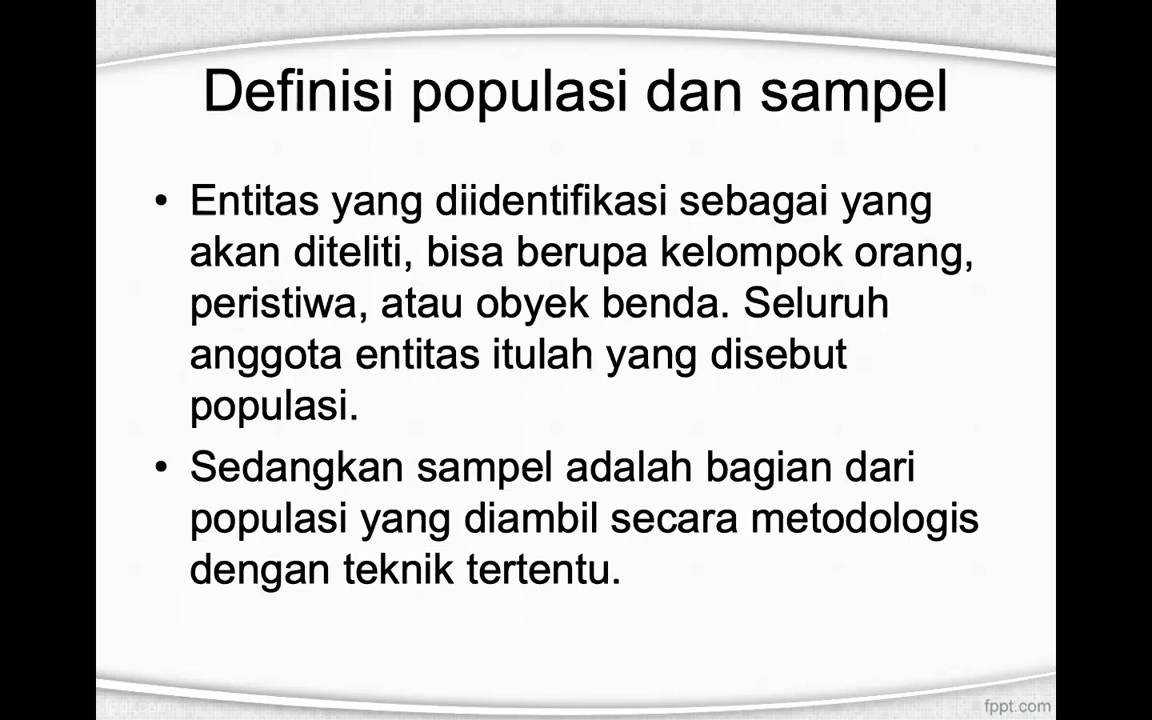 Definisi populasi dan sampel
• Entitas yang diidentifikasi sebagai yang
akan diteliti, bisa berupa kelompok orang,
peristiwa, atau obyek benda. Seluruh
anggota entitas itulah yang disebut
populasi.
• Sedangkan sampel adalah bagian dari
populasi yang diambil secara metodologis
dengan teknik tertentu.
fppt.com
fppt.com